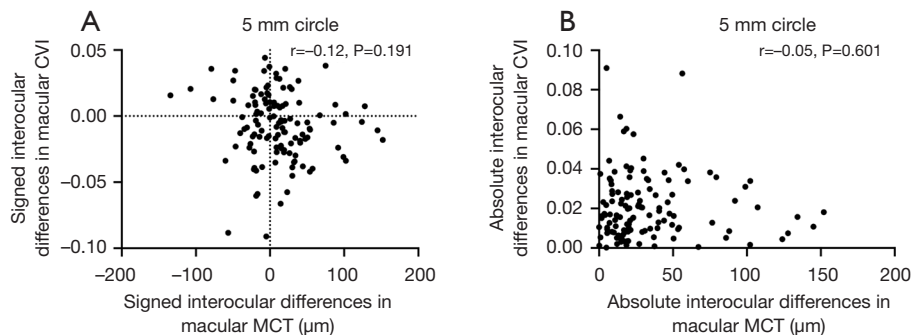 A
5 mm circle
r=−0.12, P=0.191
Signed interocular
differences in macular CVI
0.05
0.00
−0.05
−0.10
−200
−100
0
100
200
Signed interocular differences in
macular MCT (μm)
B
5 mm circle
r=−0.05, P=0.601
Absolute interocular
differences in macular CVI
0.10
0.08
0.06
0.04
0.02
0.00
0
50
100
150
200
Absolute interocular differences in
macular MCT (μm)